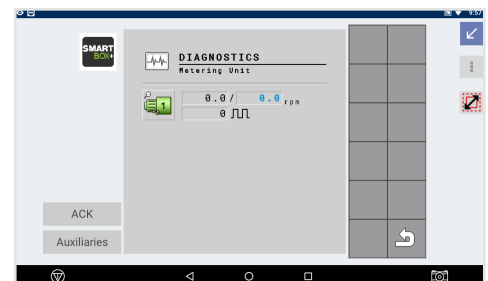 9:57
SMART
BOX+
DIAGNOSTICS
Metering Unit
1
0.0/ 0.0 rpm
0
ACK
Auxiliaries